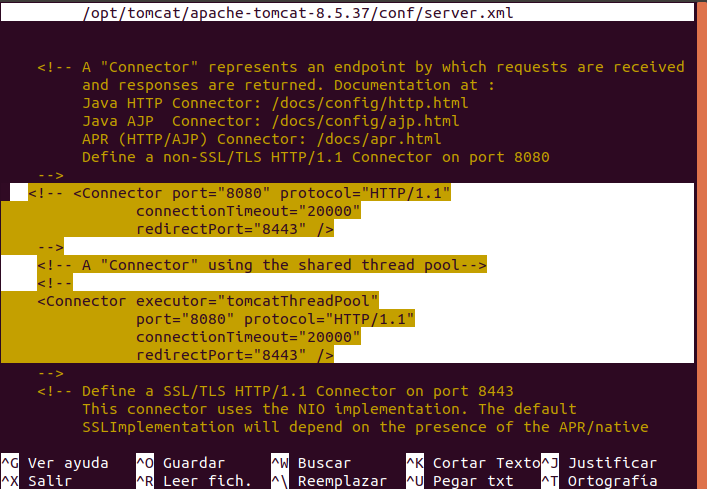 /opt/tomcat/apache-tomcat-8.5.37/conf/server.xml
<!-- A "Connector" represents an endpoint by which requests are received
and responses are returned. Documentation at :
Java HTTP Connector: /docs/config/http.html
Java AJP  Connector: /docs/config/ajp.html
APR (HTTP/AJP) Connector: /docs/apr.html
Define a non-SSL/TLS HTTP/1.1 Connector on port 8080
-->
<!-- <Connector port="8080" protocol="HTTP/1.1"
connectionTimeout="20000"
redirectPort="8443" />
-->
<!-- A "Connector" using the shared thread pool-->
<!--
<Connector executor="tomcatThreadPool"
port="8080" protocol="HTTP/1.1"
connectionTimeout="20000"
redirectPort="8443" />
-->
<!-- Define a SSL/TLS HTTP/1.1 Connector on port 8443
This connector uses the NIO implementation. The default
SSLImplementation will depend on the presence of the APR/native
^G Ver ayuda ^O Guardar ^W Buscar ^K Cortar Texto ^J Justificar
^X Salir ^R Leer fich. ^\ Reemplazar ^U Pegar txt ^T Ortografía